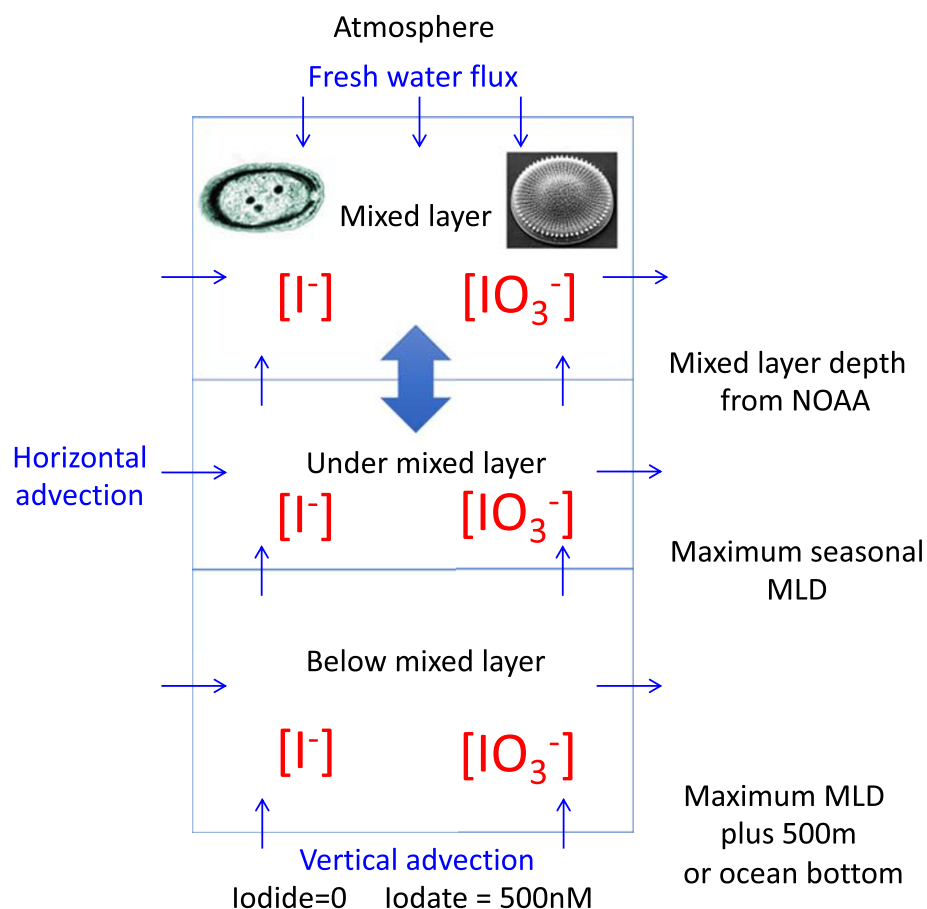 Atmosphere
Fresh water flux
Mixed layer
[I⁻] [IO₃⁻]
Mixed layer depth
from NOAA
Horizontal
advection
Under mixed layer
[I⁻] [IO₃⁻]
Maximum seasonal
MLD
Below mixed layer
[I⁻] [IO₃⁻]
Maximum MLD
plus 500m
or ocean bottom
Vertical advection
Iodide=0 Iodate = 500nM